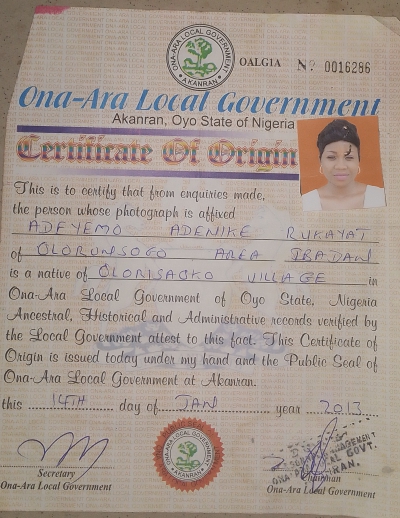 ONA-ARA LOCAL GOVERNMENT
AKANRAN
OALGIA Nº 0016286
Ona-Ara Local Government
Akanran, Oyo State of Nigeria
Certificate Of Origin
This is to certify that from enquiries made,
the person whose photograph is affixed
ADEYEMO ADENIKE RUKAYAT
of OLORUNSOGO AREA IBADAN
is a native of OLORISAOKO VILLAGE in
Ona-Ara Local Government of Oyo State, Nigeria
Ancestral, Historical and Administrative records verified by
the Local Government attest to this fact. This Certificate of
Origin is issued today under my hand and the Public Seal of
Ona-Ara Local Government at Akanran.
this 14TH day of JAN year 2013
Secretary
Ona-Ara Local Government
ONA-ARA LOCAL GOVERNMENT
AKANRAN
Chairman
Ona-Ara Local Government